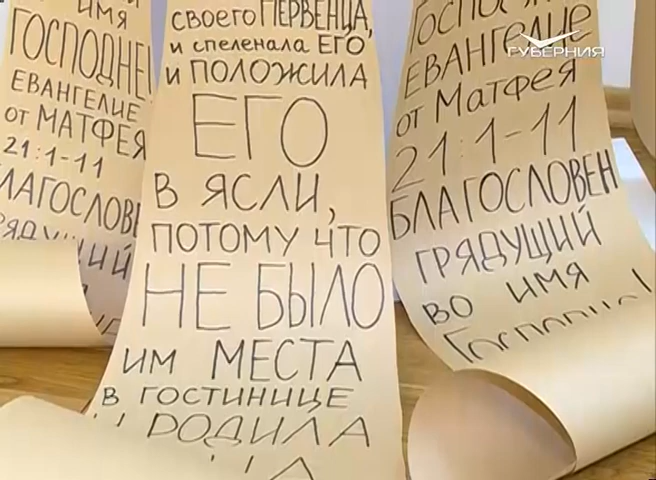 ИМЯ
ГОСПОДНЕ!
ЕВАНГЕЛИЕ
от МАТФЕЯ
21:1-11
БЛАГОСЛОВЕН
ГРЯДУЩИЙ
СВОЕГО ПЕРВЕНЦА,
и спеленала ЕГО
и ПОЛОЖИЛА
ЕГО
В ЯСЛИ,
ПОТОМУ ЧТО
НЕ БЫЛО
ИМ МЕСТА
В ГОСТИНИЦЕ
РОДИЛА
ЕВАНГЕЛИЕ
от Матфея
21:1-11
БЛАГОСЛОВЕН
ГРЯДУЩИЙ
ВО ИМЯ
ГУБЕРНИЯ